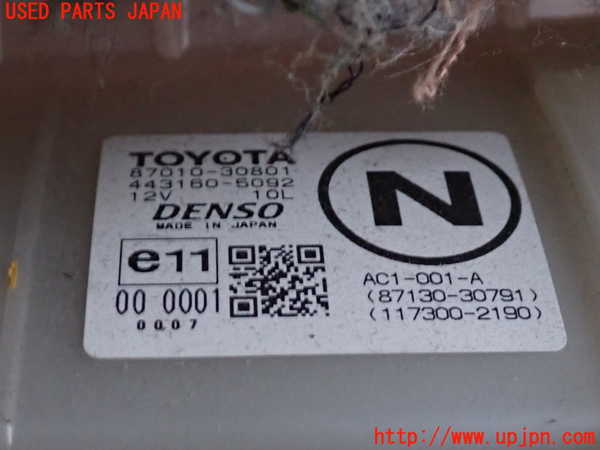 USED PARTS JAPAN
TOYOTA
87010-30801
443160-5092
12V 10L
DENSO
MADE IN JAPAN
N
e11
00 0001
0007
AC1-001-A
(87130-30791)
(117300-2190)
http://www.upjpn.com/